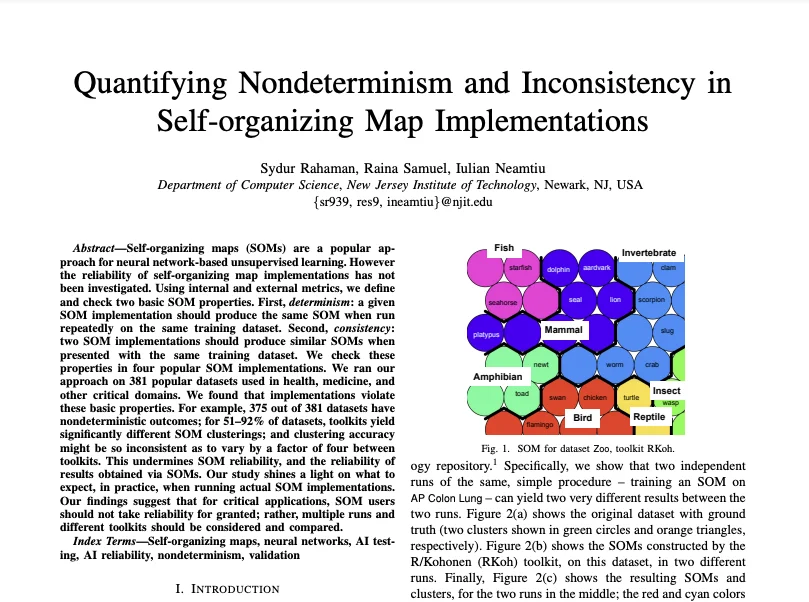 Quantifying Nondeterminism and Inconsistency in
Self-organizing Map Implementations
Sydur Rahaman, Raina Samuel, Iulian Neamtiu
Department of Computer Science, New Jersey Institute of Technology, Newark, NJ, USA
{sr939, res9, ineamtiu}@njit.edu
Abstract—Self-organizing maps (SOMs) are a popular ap-
proach for neural network-based unsupervised learning. However
the reliability of self-organizing map implementations has not
been investigated. Using internal and external metrics, we define
and check two basic SOM properties. First, determinism: a given
SOM implementation should produce the same SOM when run
repeatedly on the same training dataset. Second, consistency:
two SOM implementations should produce similar SOMs when
presented with the same training dataset. We check these
properties in four popular SOM implementations. We ran our
approach on 381 popular datasets used in health, medicine, and
other critical domains. We found that implementations violate
these basic properties. For example, 375 out of 381 datasets have
nondeterministic outcomes; for 51–92% of datasets, toolkits yield
significantly different SOM clusterings; and clustering accuracy
might be so inconsistent as to vary by a factor of four between
toolkits. This undermines SOM reliability, and the reliability of
results obtained via SOMs. Our study shines a light on what to
expect, in practice, when running actual SOM implementations.
Our findings suggest that for critical applications, SOM users
should not take reliability for granted; rather, multiple runs and
different toolkits should be considered and compared.
Index Terms—Self-organizing maps, neural networks, AI test-
ing, AI reliability, nondeterminism, validation
I. INTRODUCTION
Fish
Invertebrate
starfish
dolphin
aardvark
clam
seahorse
seal
lion
scorpion
platypus
Mammal
slug
newt
worm
crab
Amphibian
toad
swan
chicken
turtle
Insect
wasp
flamingo
Bird
Reptile
Fig. 1. SOM for dataset Zoo, toolkit RKoh.
ogy repository.1 Specifically, we show that two independent
runs of the same, simple procedure – training an SOM on
AP Colon Lung – can yield two very different results between the
two runs. Figure 2(a) shows the original dataset with ground
truth (two clusters shown in green circles and orange triangles,
respectively). Figure 2(b) shows the SOMs constructed by the
R/Kohonen (RKoh) toolkit, on this dataset, in two different
runs. Finally, Figure 2(c) shows the resulting SOMs and
clusters, for the two runs in the middle; the red and cyan colors